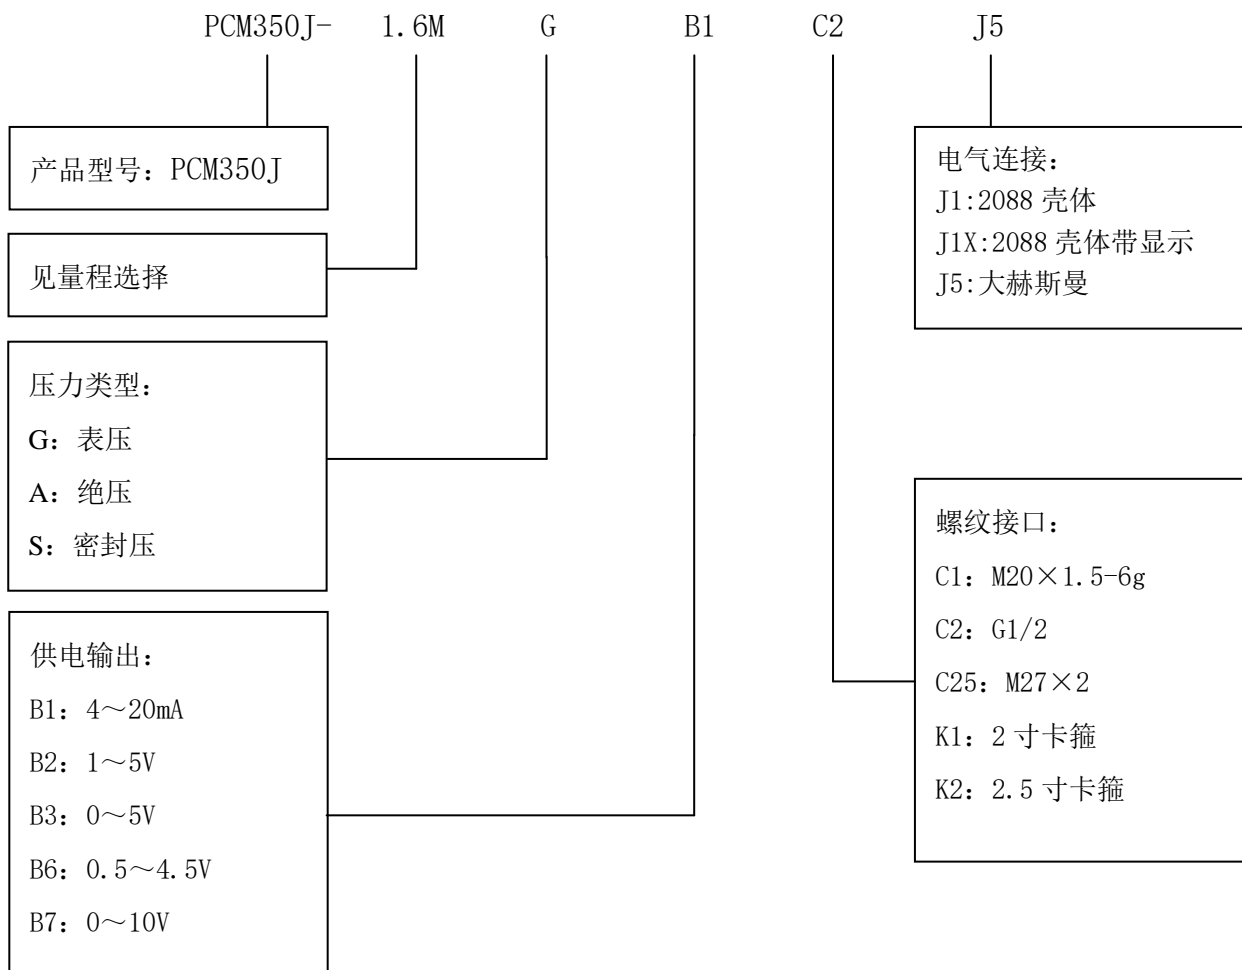 PCM350J- 1.6M G B1 C2 J5
产品型号：PCM350J
见量程选择
压力类型：
G：表压
A：绝压
S：密封压
供电输出：
B1：4～20mA
B2：1～5V
B3：0～5V
B6：0.5～4.5V
B7：0～10V
电气连接：
J1:2088 壳体
J1X:2088 壳体带显示
J5:大赫斯曼
螺纹接口：
C1：M20×1.5-6g
C2：G1/2
C25：M27×2
K1：2 寸卡箍
K2：2.5 寸卡箍